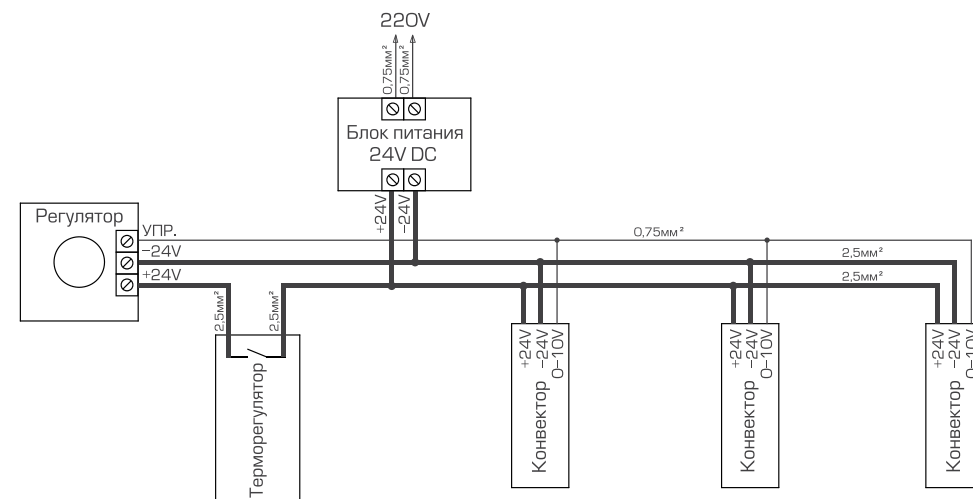 220V
0,75мм²
0,75мм²
Блок питания
24V DC
+24V
−24V
Регулятор
УПР.
−24V
+24V
0,75мм²
2,5мм²
2,5мм²
2,5мм²
2,5мм²
Терморегулятор
+24V
−24V
0−10V
Конвектор
+24V
−24V
0−10V
Конвектор
+24V
−24V
0−10V
Конвектор